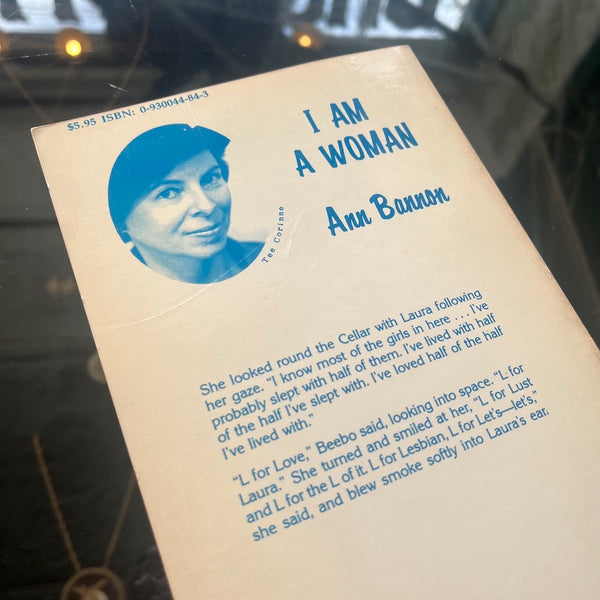 $5.95 ISBN: 0-930044-84-3
I AM
A WOMAN
Ann Bannon
Tee Corinne
She looked round the Cellar with Laura following
her gaze. "I know most of the girls in here . . . I've
probably slept with half of them. I've lived with half
of the half I've slept with. I've loved half of the half
I've lived with."
"L for Love," Beebo said, looking into space. "L for
Laura." She turned and smiled at her, "L for Lust
and L for the L of it. L for Lesbian, L for Let's—let's,"
she said, and blew smoke softly into Laura's ear.